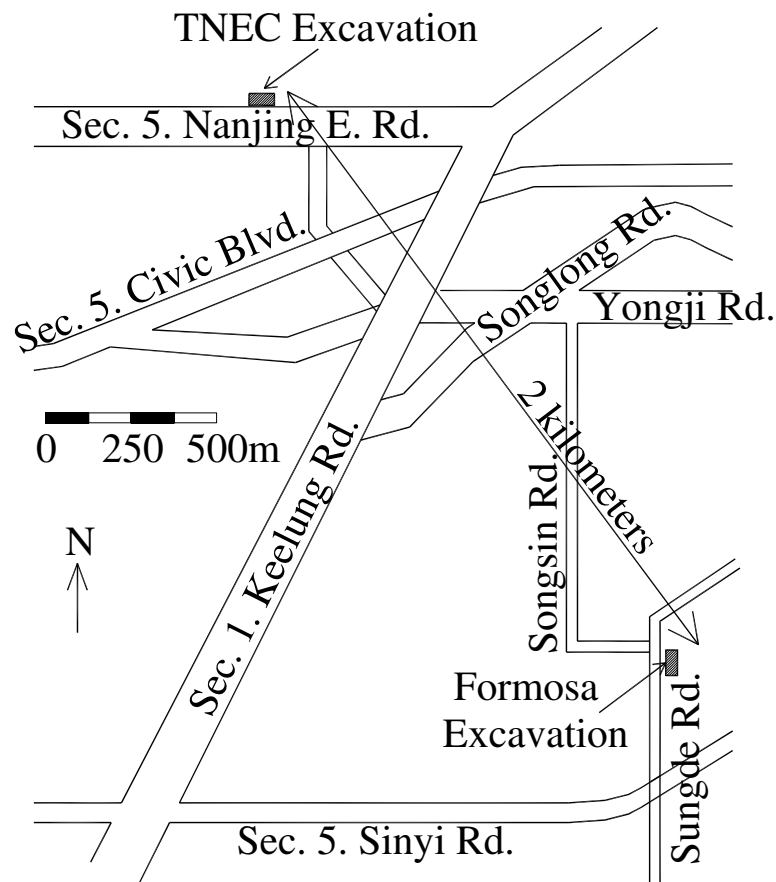 TNEC Excavation
Sec. 5. Nanjing E. Rd.
Sec. 5. Civic Blvd.
Songlong Rd.
Yongji Rd.
2 kilometers
0 250 500m
Sec. 1. Keelung Rd.
Songsin Rd.
N
Formosa
Excavation
Sungde Rd.
Sec. 5. Sinyi Rd.